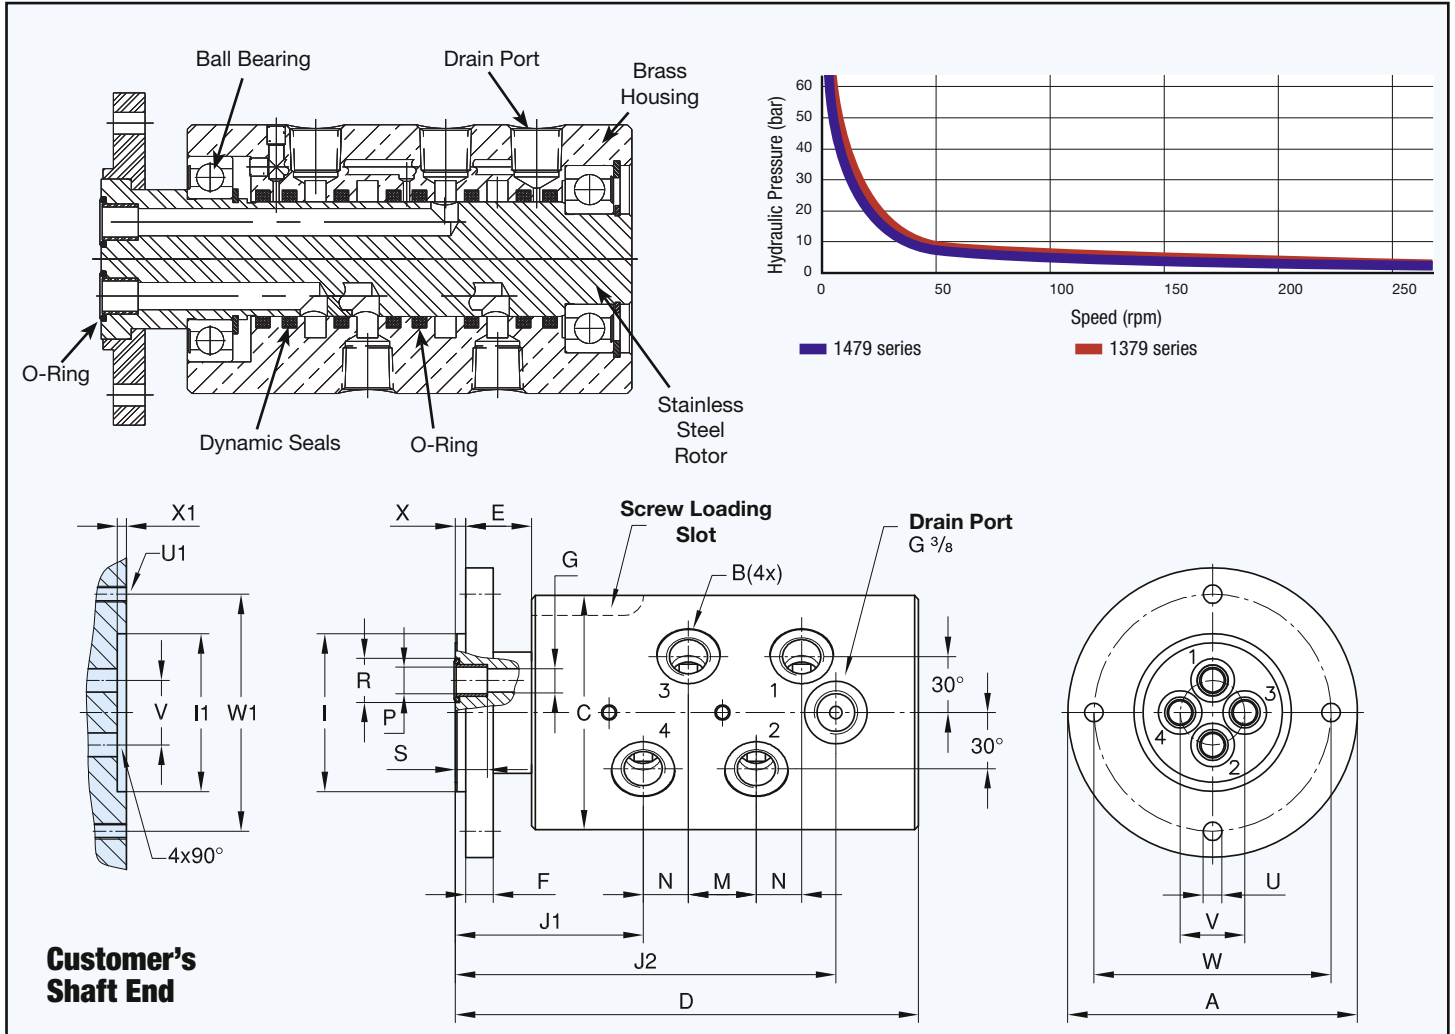 Ball Bearing
Drain Port
Brass
Housing
O-Ring
Dynamic Seals
O-Ring
Stainless
Steel
Rotor
Hydraulic Pressure (bar)
60
50
40
30
20
10
0
0
50
100
150
200
250
Speed (rpm)
1479 series
1379 series
X1
U1
V
I1
W1
4x90°
Customer's
Shaft End
X
E
G
Screw Loading
Slot
B(4x)
Drain Port
G 3/8
R
P
S
I
C
3
1
4
2
30°
30°
F
N
M
N
J1
J2
D
1
3
4
2
U
V
W
A